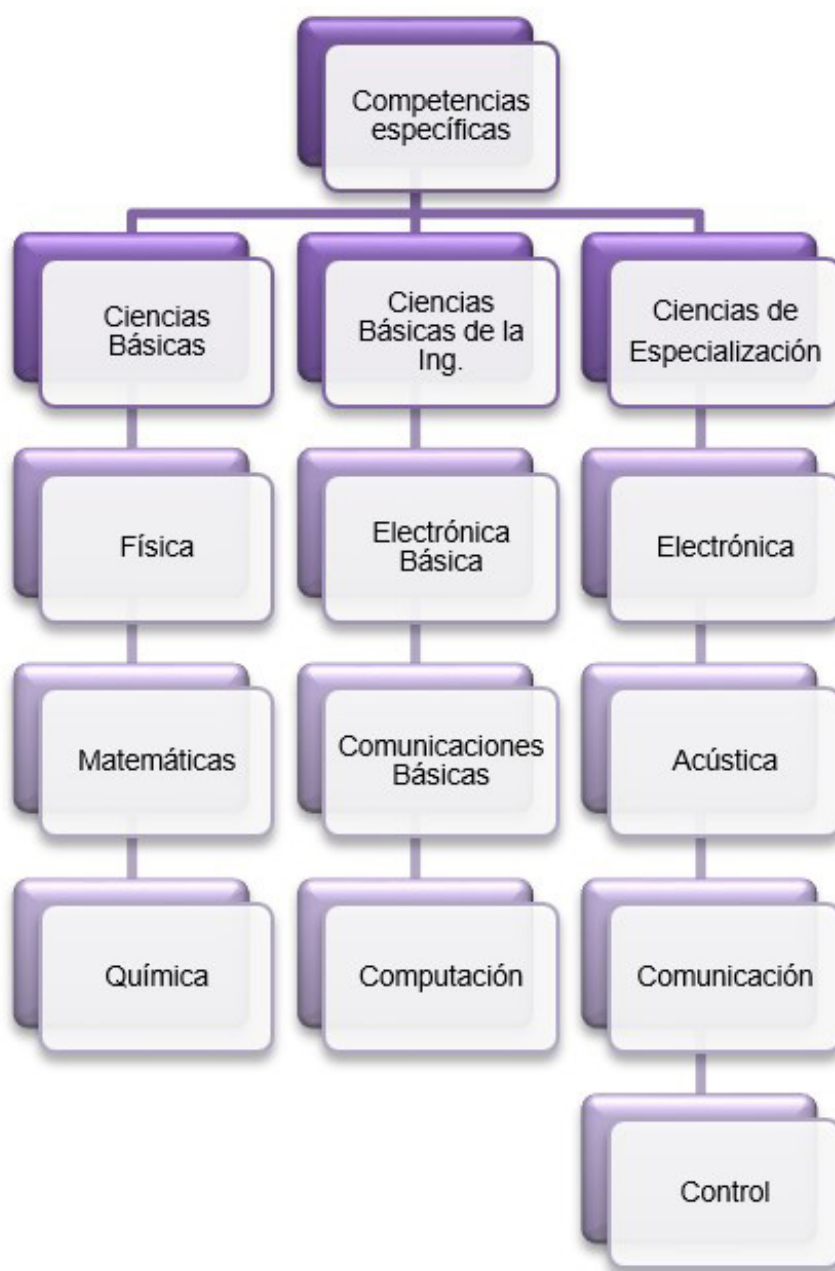 Competencias
específicas
Ciencias
Básicas
Ciencias
Básicas de la
Ing.
Ciencias de
Especialización
Física
Electrónica
Básica
Electrónica
Matemáticas
Comunicaciones
Básicas
Acústica
Química
Computación
Comunicación
Control